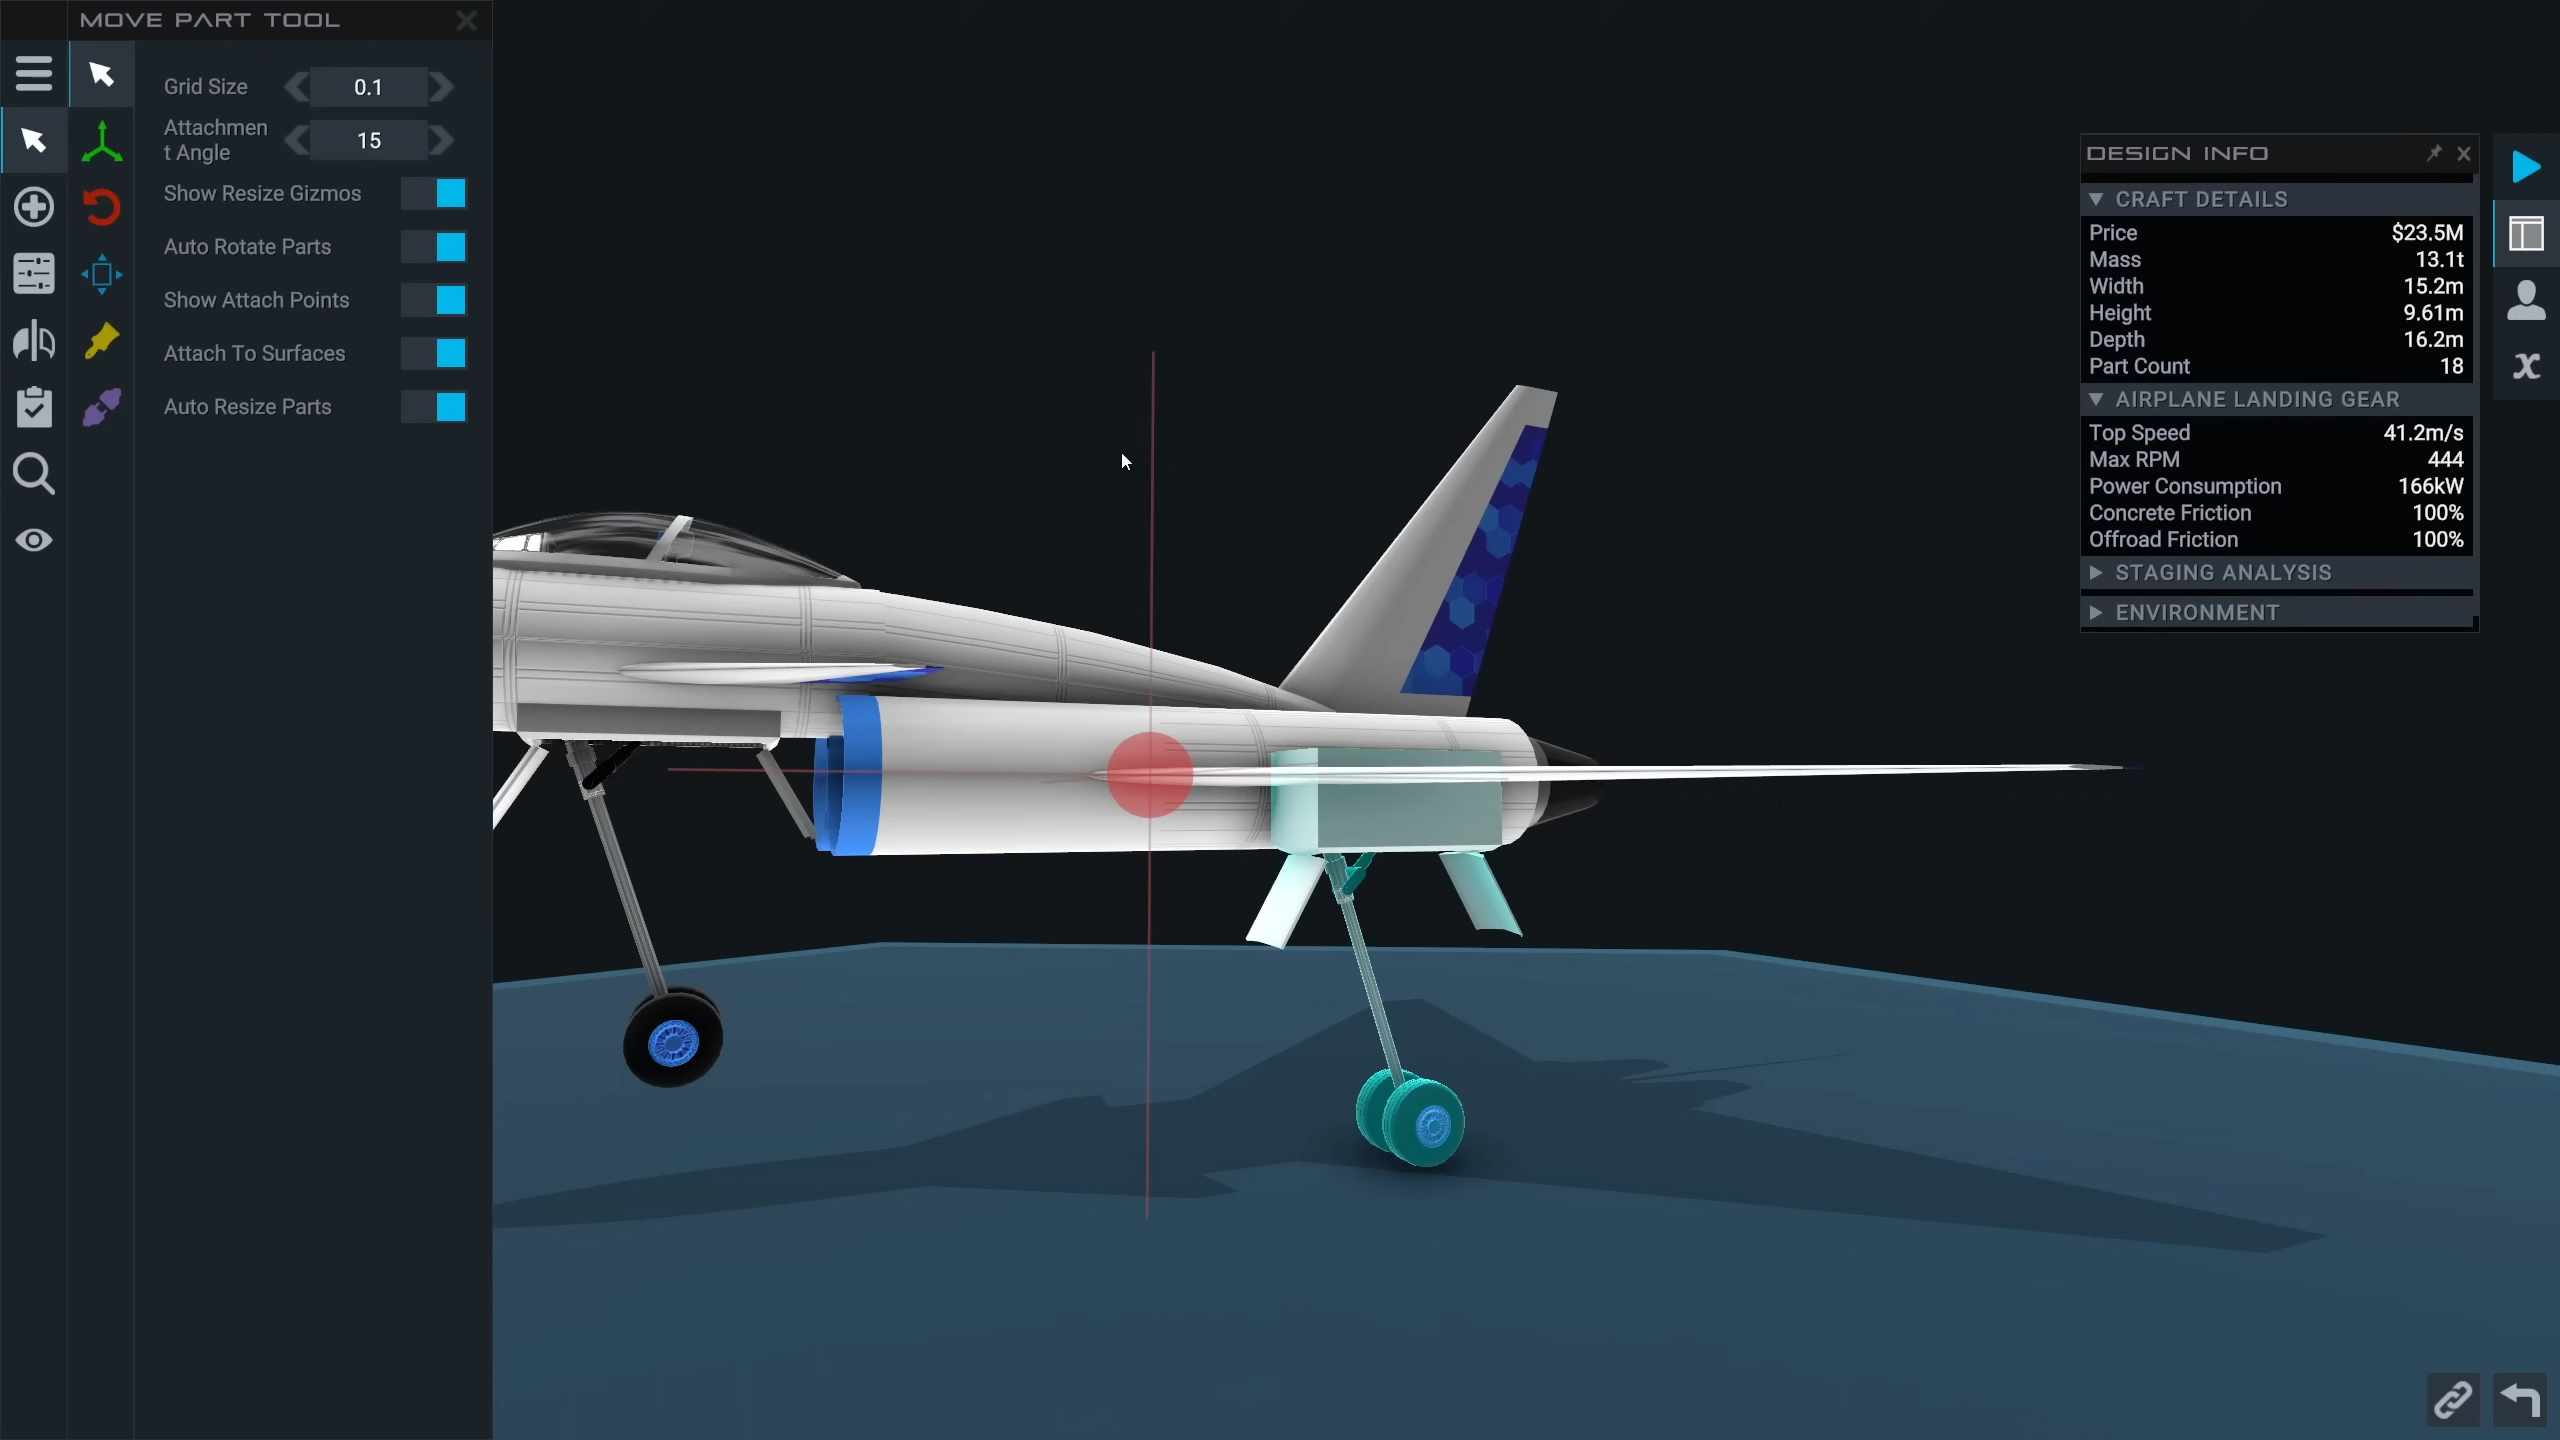 MOVE PART TOOL
Grid Size 0.1
Attachmen
t Angle 15
Show Resize Gizmos
Auto Rotate Parts
Show Attach Points
Attach To Surfaces
Auto Resize Parts
DESIGN INFO
CRAFT DETAILS
Price $23.5M
Mass 13.1t
Width 15.2m
Height 9.61m
Depth 16.2m
Part Count 18
AIRPLANE LANDING GEAR
Top Speed 41.2m/s
Max RPM 444
Power Consumption 166kW
Concrete Friction 100%
Offroad Friction 100%
STAGING ANALYSIS
ENVIRONMENT
x